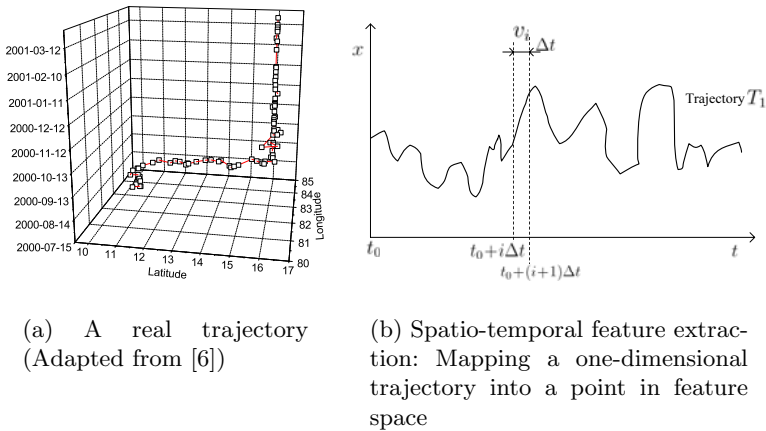 2001-03-12
2001-02-10
2001-01-11
2000-12-12
2000-11-12
2000-10-13
2000-09-13
2000-08-14
2000-07-15
10 11 12 13 14 15 16 17
Latitude
85
84
83
82
81
80
Longitude
x
v_i
Δt
Trajectory T_1
t_0
t_0+iΔt
t_0+(i+1)Δt
t
(a) A real trajectory
(Adapted from [6])
(b) Spatio-temporal feature extrac-
tion: Mapping a one-dimensional
trajectory into a point in feature
space